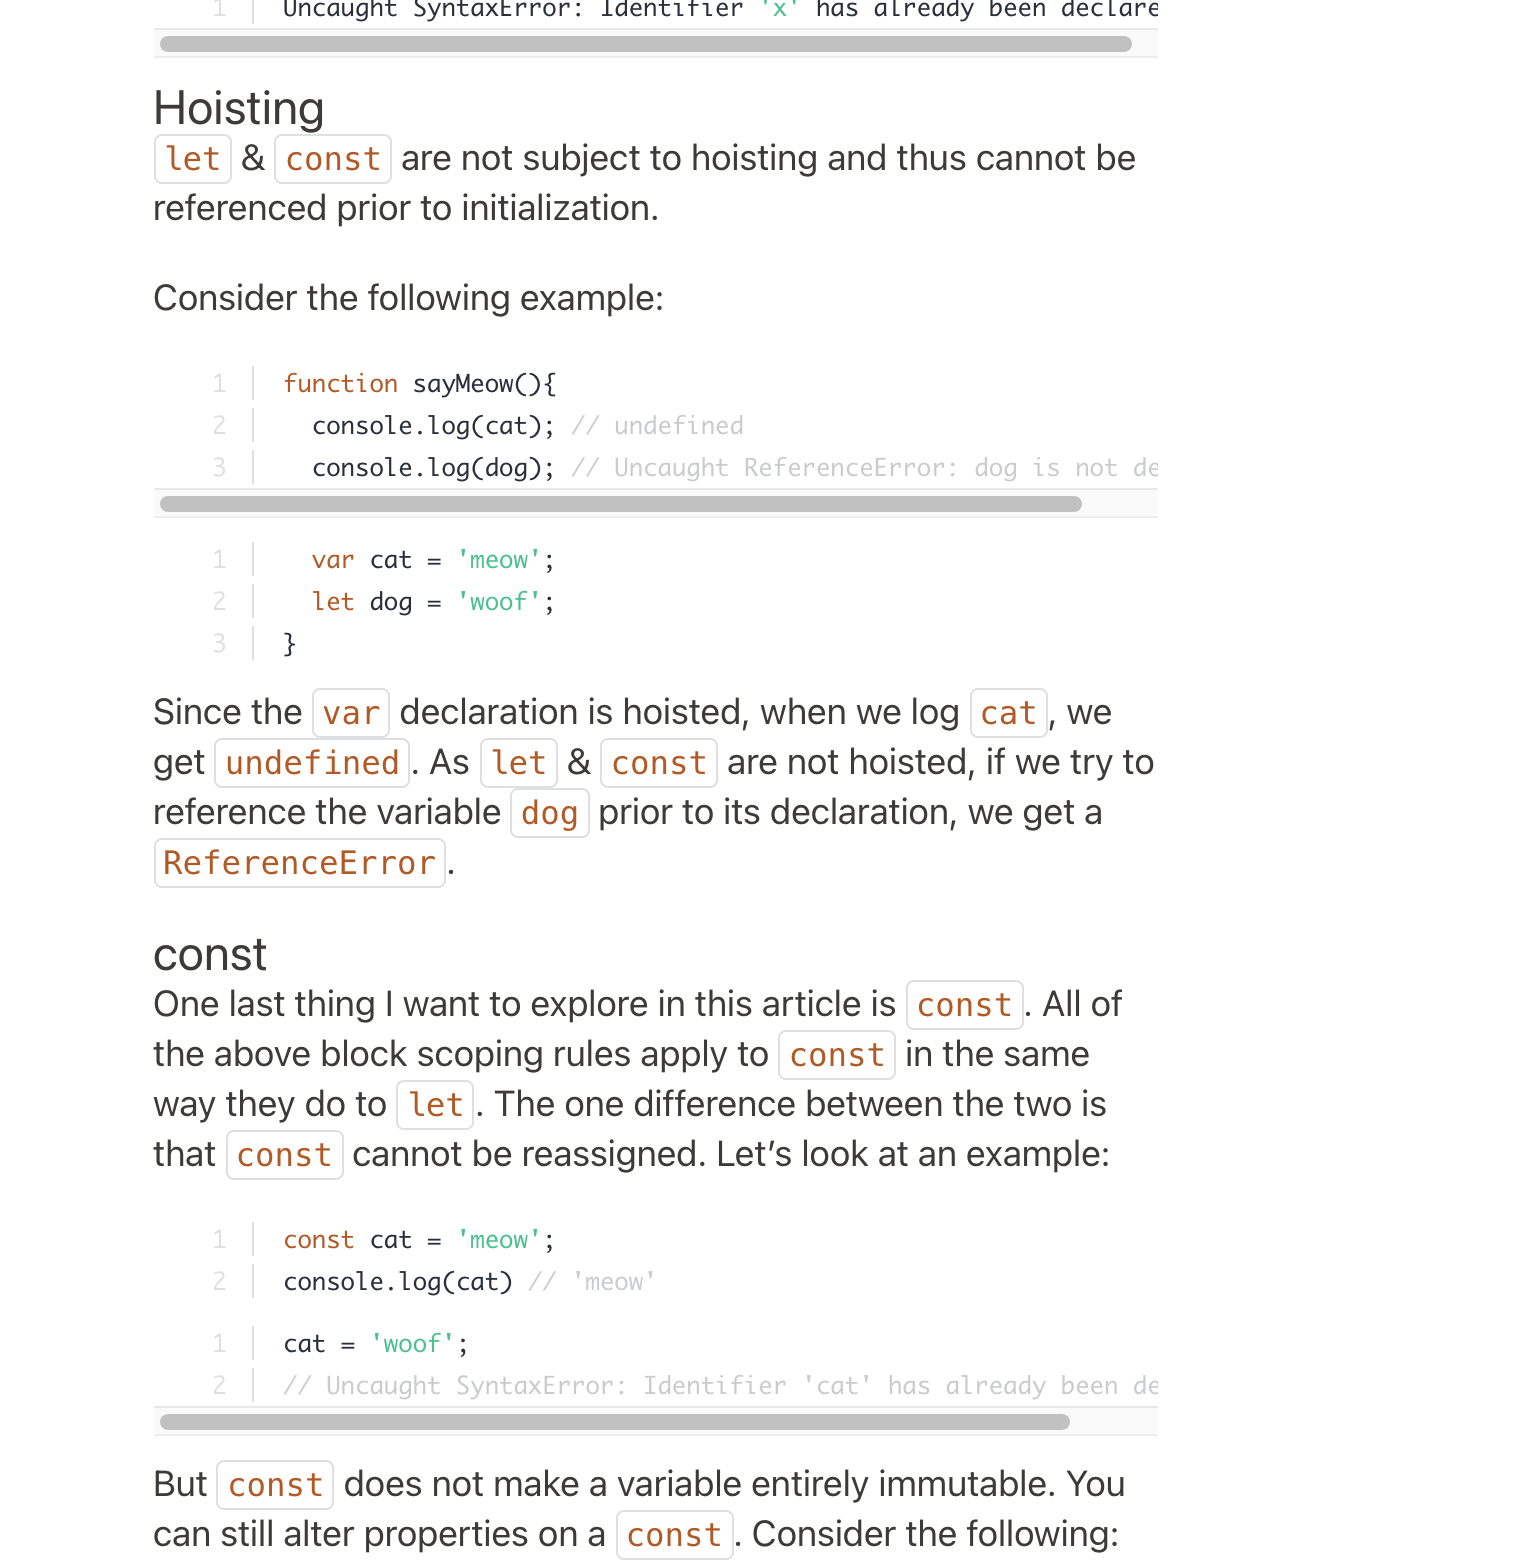 1 Uncaught SyntaxError: Identifier 'x' has already been declare
Hoisting
let & const are not subject to hoisting and thus cannot be
referenced prior to initialization.
Consider the following example:
1 function sayMeow(){
2 console.log(cat); // undefined
3 console.log(dog); // Uncaught ReferenceError: dog is not de
1 var cat = 'meow';
2 let dog = 'woof';
3 }
Since the var declaration is hoisted, when we log cat, we
get undefined. As let & const are not hoisted, if we try to
reference the variable dog prior to its declaration, we get a
ReferenceError.
const
One last thing I want to explore in this article is const. All of
the above block scoping rules apply to const in the same
way they do to let. The one difference between the two is
that const cannot be reassigned. Let’s look at an example:
1 const cat = 'meow';
2 console.log(cat) // 'meow'
1 cat = 'woof';
2 // Uncaught SyntaxError: Identifier 'cat' has already been de
But const does not make a variable entirely immutable. You
can still alter properties on a const. Consider the following: